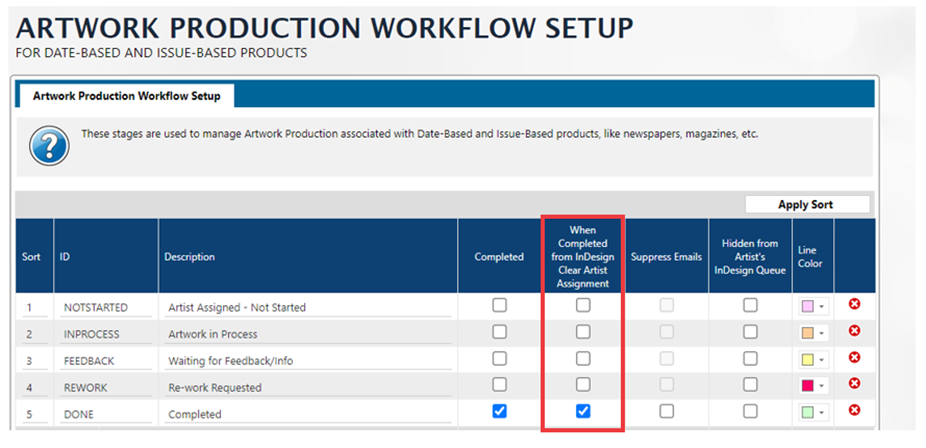 ARTWORK PRODUCTION WORKFLOW SETUP
FOR DATE-BASED AND ISSUE-BASED PRODUCTS
Artwork Production Workflow Setup
?
These stages are used to manage Artwork Production associated with Date-Based and Issue-Based products, like newspapers, magazines, etc.
Apply Sort
Sort
ID
Description
Completed
When
Completed
from InDesign
Clear Artist
Assignment
Suppress Emails
Hidden from
Artist's
InDesign Queue
Line
Color
1 NOTSTARTED Artist Assigned - Not Started
2 INPROCESS Artwork in Process
3 FEEDBACK Waiting for Feedback/Info
4 REWORK Re-work Requested
5 DONE Completed